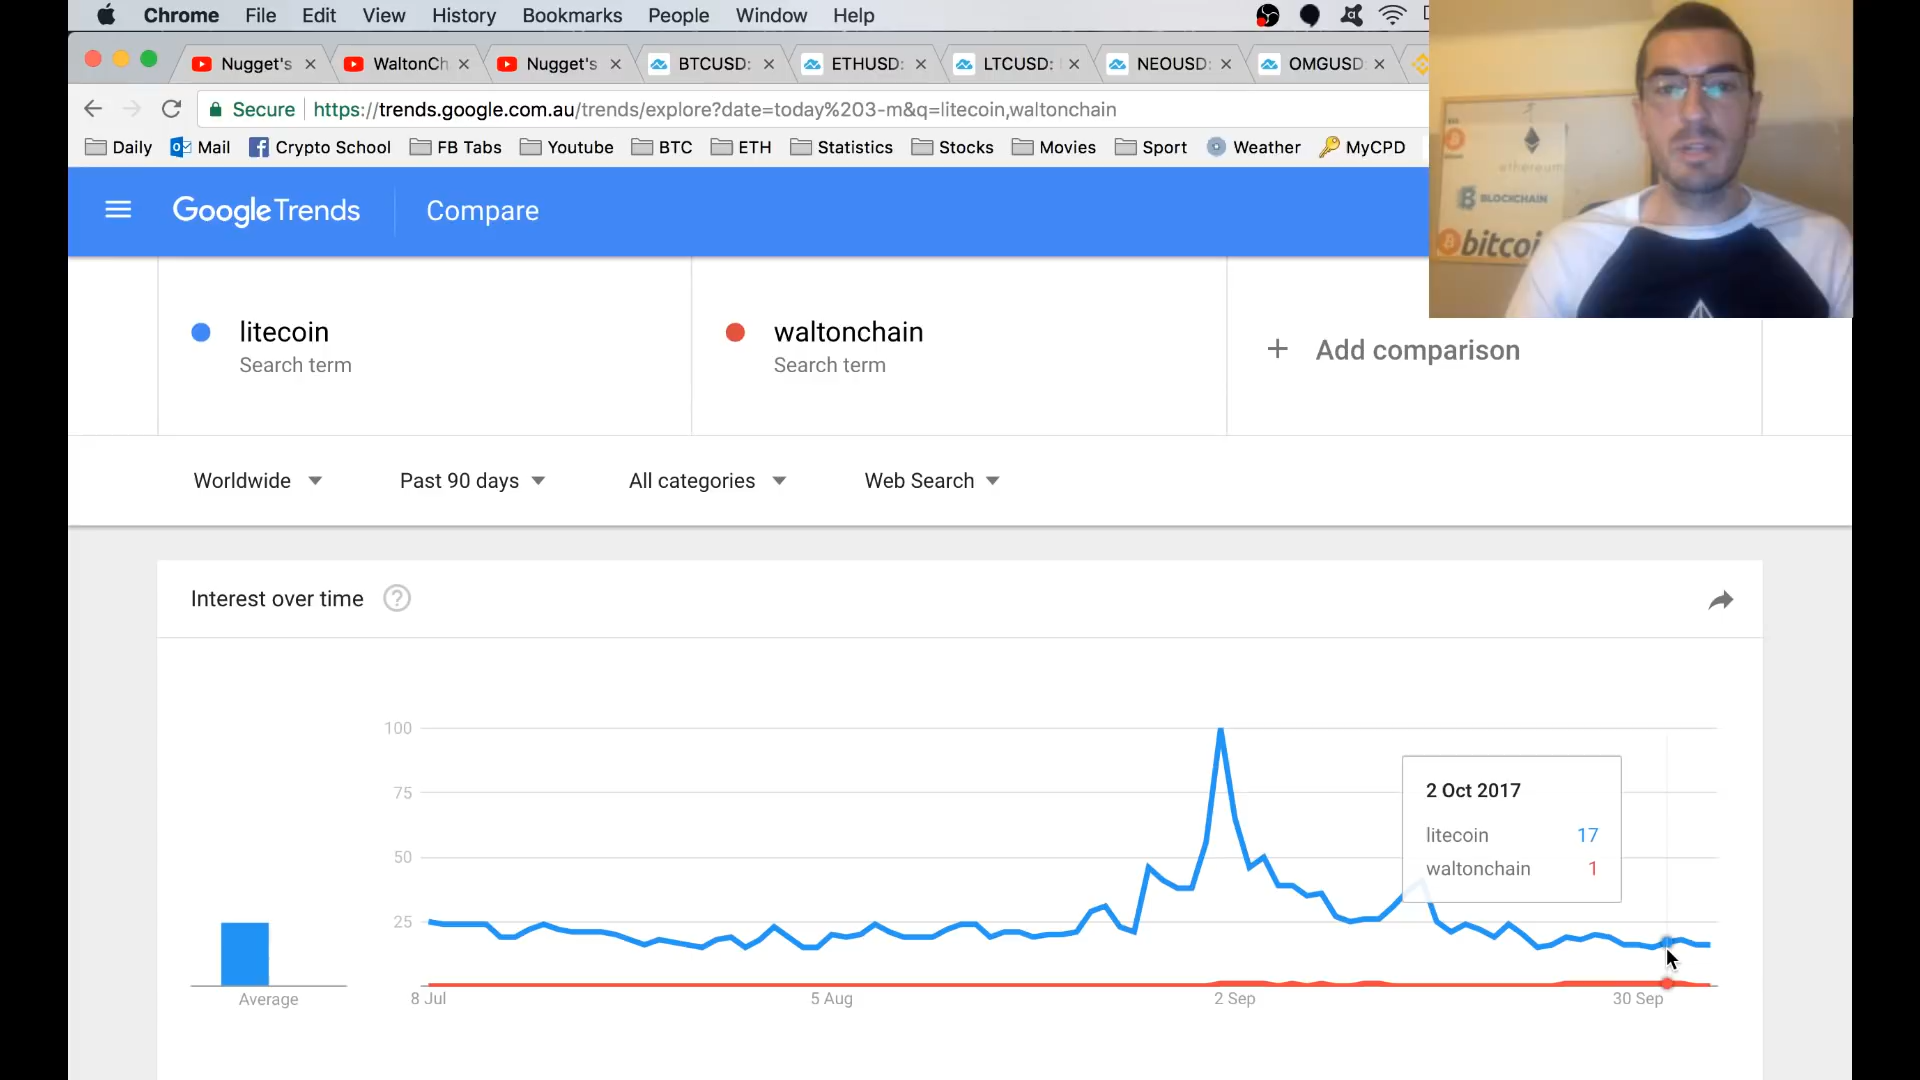 Chrome File Edit View History Bookmarks People Window Help
Nugget's WaltonCh Nugget's BTCUSD: ETHUSD: LTCUSD: NEOUSD: OMGUSD:
Secure https://trends.google.com.au/trends/explore?date=today%203-m&q=litecoin,waltonchain
Daily Mail Crypto School FB Tabs Youtube BTC ETH Statistics Stocks Movies Sport Weather MyCPD
ethereum
BLOCKCHAIN
bitcoi
Google Trends Compare
litecoin
Search term
waltonchain
Search term
+ Add comparison
Worldwide Past 90 days All categories Web Search
Interest over time ?
100
75
50
25
2 Oct 2017
litecoin 17
waltonchain 1
Average
8 Jul 5 Aug 2 Sep 30 Sep